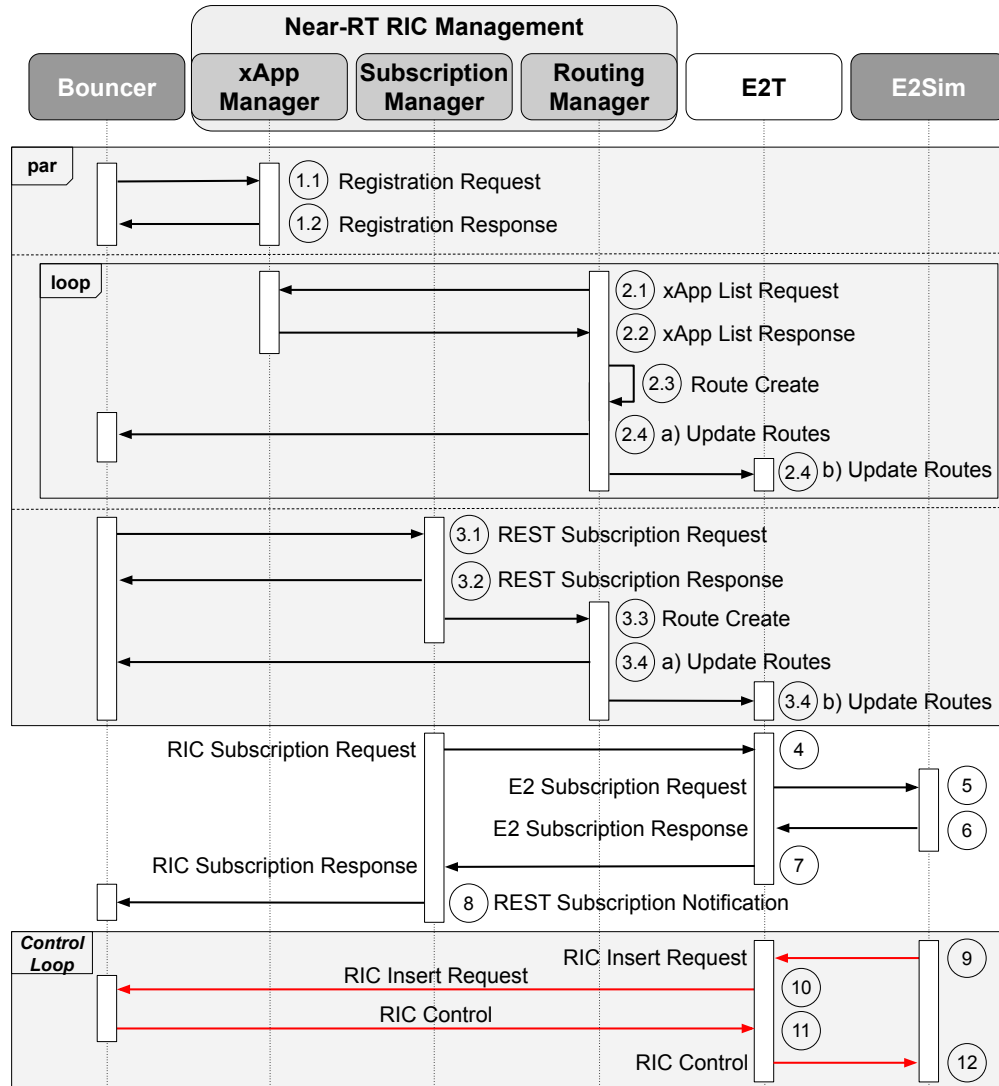 Near-RT RIC Management
Bouncer
xApp
Manager
Subscription
Manager
Routing
Manager
E2T
E2Sim
par
1.1 Registration Request
1.2 Registration Response
loop
2.1 xApp List Request
2.2 xApp List Response
2.3 Route Create
2.4 a) Update Routes
2.4 b) Update Routes
3.1 REST Subscription Request
3.2 REST Subscription Response
3.3 Route Create
3.4 a) Update Routes
3.4 b) Update Routes
RIC Subscription Request 4
E2 Subscription Request 5
E2 Subscription Response 6
RIC Subscription Response 7
8 REST Subscription Notification
Control
Loop
RIC Insert Request 9
RIC Insert Request 10
RIC Control 11
RIC Control 12